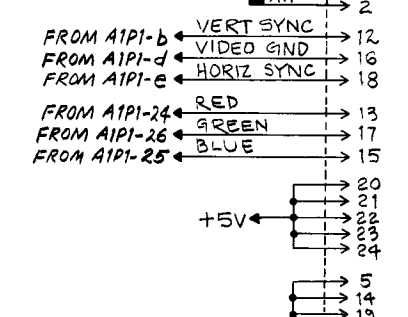 2
VERT SYNC
FROM A1P1-b 12
VIDEO GND
FROM A1P1-d 16
HORIZ SYNC
FROM A1P1-e 18
RED
FROM A1P1-24 13
GREEN
FROM A1P1-26 17
BLUE
FROM A1P1-25 15
20
21
+5V 22
23
24
5
14
19